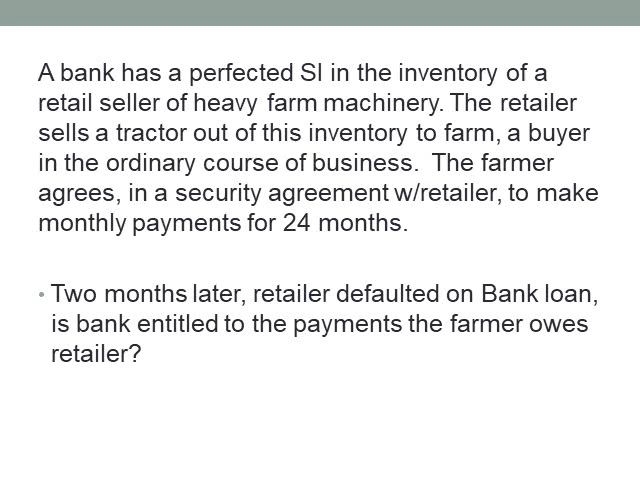 A bank has a perfected SI in the inventory of a
retail seller of heavy farm machinery. The retailer
sells a tractor out of this inventory to farm, a buyer
in the ordinary course of business.  The farmer
agrees, in a security agreement w/retailer, to make
monthly payments for 24 months.
• Two months later, retailer defaulted on Bank loan,
is bank entitled to the payments the farmer owes
retailer?